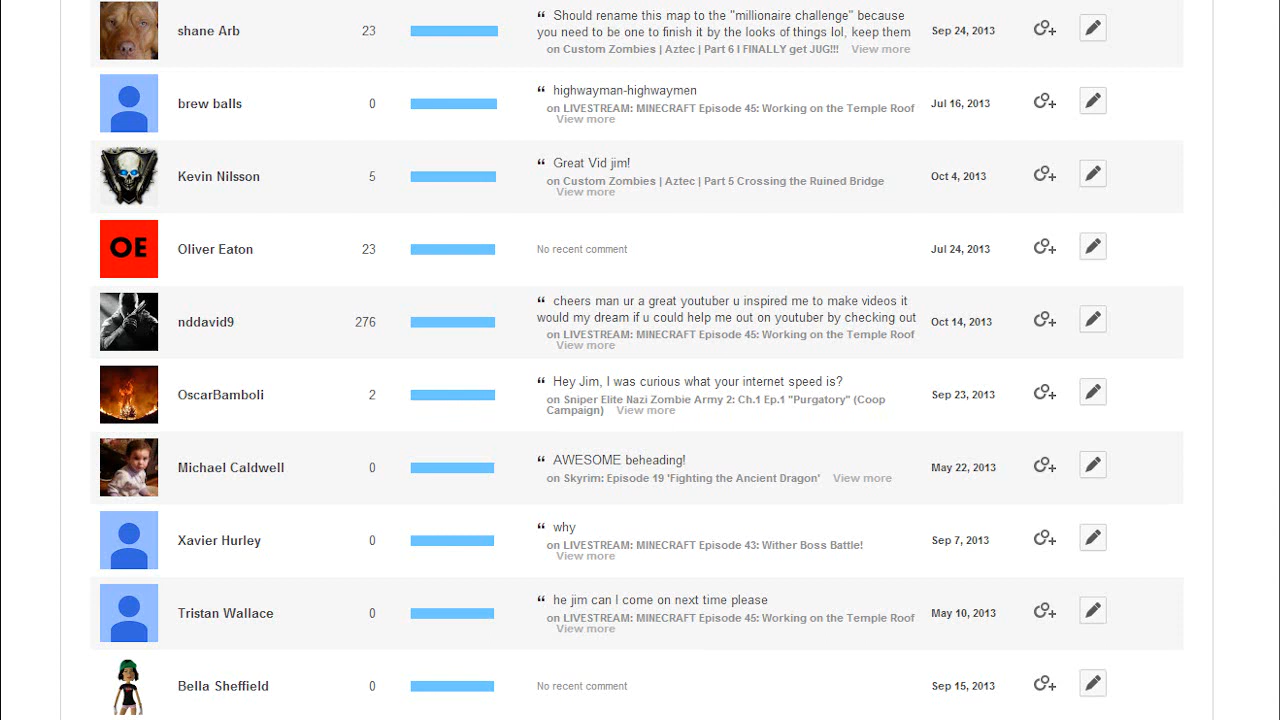 “ Should rename this map to the "millionaire challenge" because
shane Arb 23 you need to be one to finish it by the looks of things lol, keep them Sep 24, 2013
on Custom Zombies | Aztec | Part 6 I FINALLY get JUG!!! View more
“ highwayman-highwaymen
brew balls 0 on LIVESTREAM: MINECRAFT Episode 45: Working on the Temple Roof Jul 16, 2013
View more
“ Great Vid jim!
Kevin Nilsson 5 on Custom Zombies | Aztec | Part 5 Crossing the Ruined Bridge Oct 4, 2013
View more
OE Oliver Eaton 23 No recent comment Jul 24, 2013
“ cheers man ur a great youtuber u inspired me to make videos it
nddavid9 276 would my dream if u could help me out on youtuber by checking out Oct 14, 2013
on LIVESTREAM: MINECRAFT Episode 45: Working on the Temple Roof
View more
“ Hey Jim, I was curious what your internet speed is?
OscarBamboli 2 on Sniper Elite Nazi Zombie Army 2: Ch.1 Ep.1 "Purgatory" (Coop Sep 23, 2013
Campaign) View more
“ AWESOME beheading!
Michael Caldwell 0 on Skyrim: Episode 19 'Fighting the Ancient Dragon' View more May 22, 2013
“ why
Xavier Hurley 0 on LIVESTREAM: MINECRAFT Episode 43: Wither Boss Battle! Sep 7, 2013
View more
“ he jim can I come on next time please
Tristan Wallace 0 on LIVESTREAM: MINECRAFT Episode 45: Working on the Temple Roof May 10, 2013
View more
Bella Sheffield 0 No recent comment Sep 15, 2013